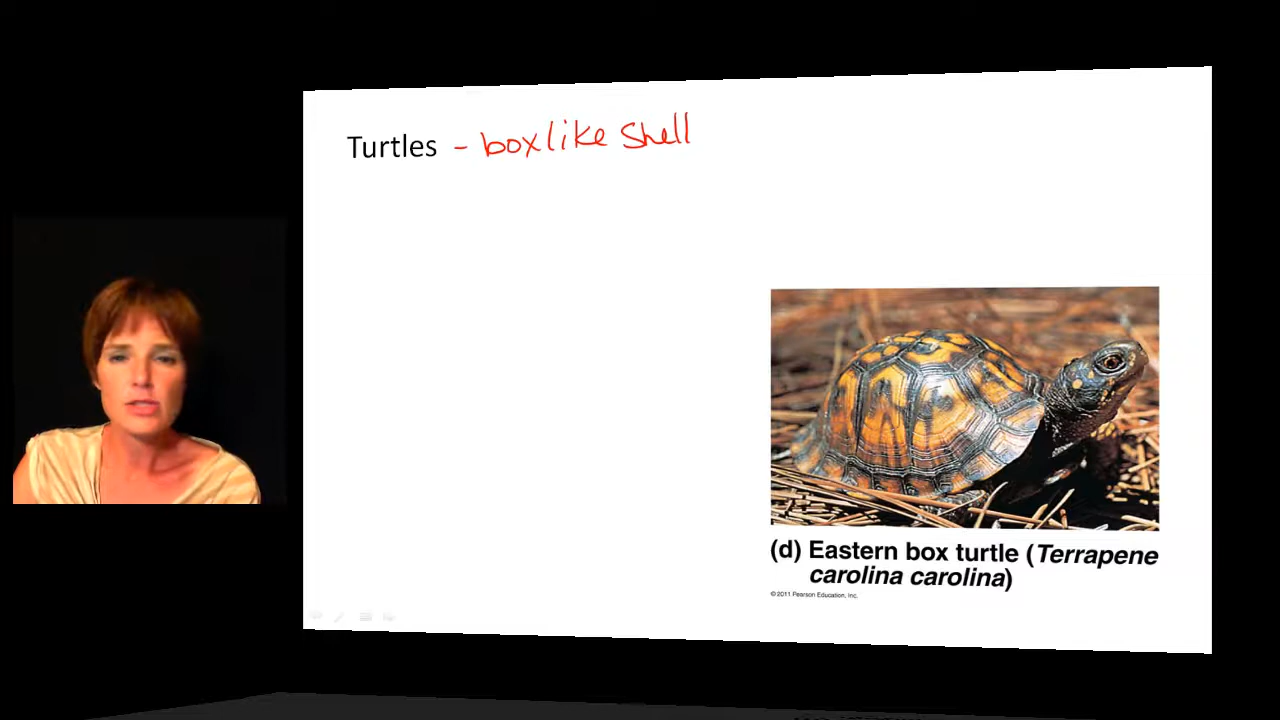 Turtles - boxlike Shell
(d) Eastern box turtle (Terrapene
carolina carolina)
© 2011 Pearson Education, Inc.